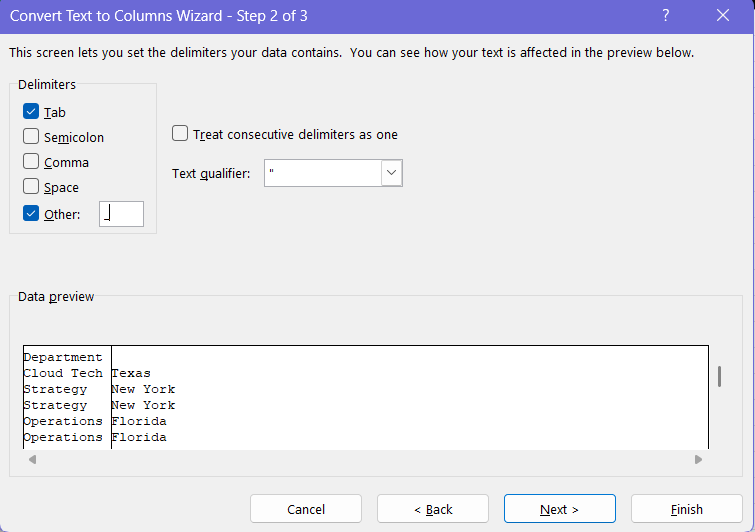 Convert Text to Columns Wizard - Step 2 of 3 ?
This screen lets you set the delimiters your data contains. You can see how your text is affected in the preview below.
Delimiters
Tab
Semicolon
Comma
Space
Other: _
Treat consecutive delimiters as one
Text qualifier: "
Data preview
Department
Cloud Tech Texas
Strategy New York
Strategy New York
Operations Florida
Operations Florida
Cancel < Back Next > Finish